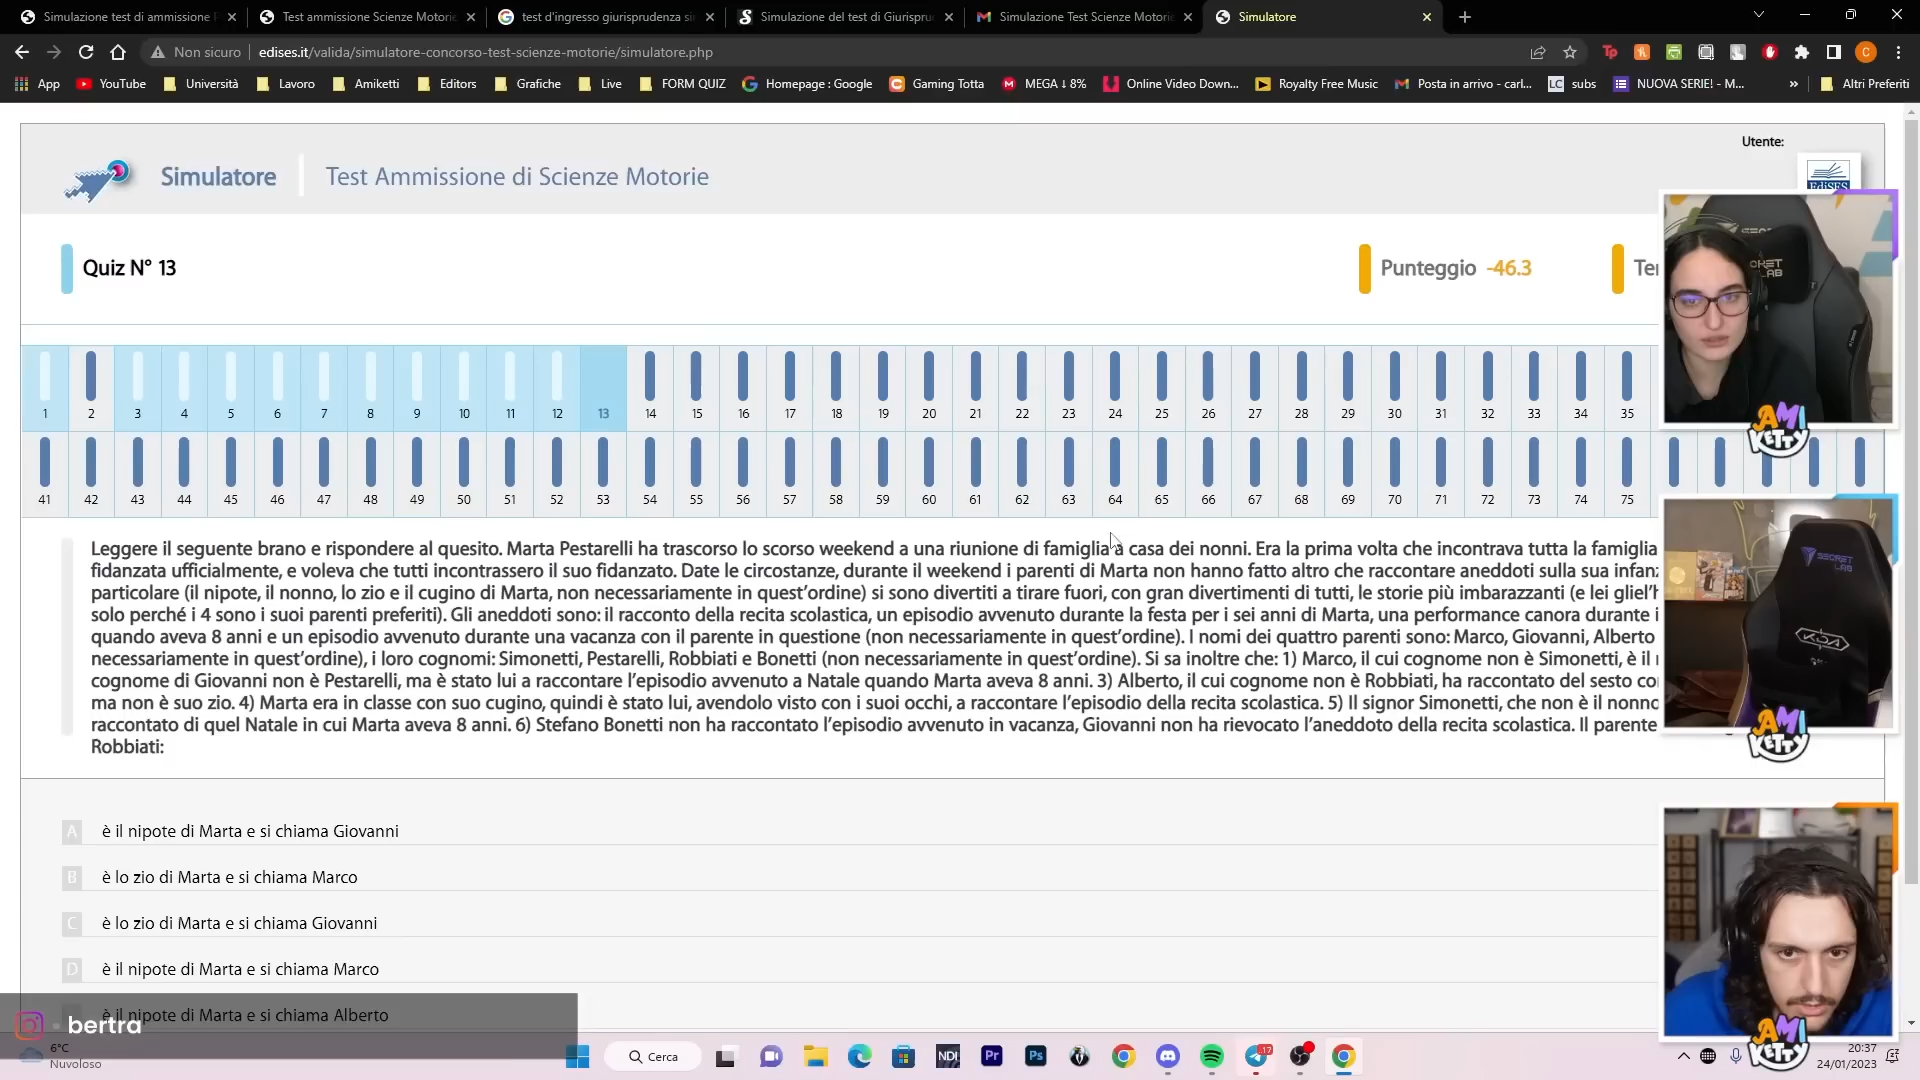 Simulazione test di ammissione P
Test ammissione Scienze Motorie
test d'ingresso giurisprudenza si
Simulazione del test di Giurispru
Simulazione Test Scienze Motorie
Simulatore
Non sicuro
edises.it/valida/simulatore-concorso-test-scienze-motorie/simulatore.php
App
YouTube
Università
Lavoro
Amiketti
Editors
Grafiche
Live
FORM QUIZ
Homepage : Google
Gaming Totta
MEGA ⬇ 8%
Online Video Down...
Royalty Free Music
Posta in arrivo - carl...
LC
subs
NUOVA SERIE! - M...
»
Altri Preferiti
Utente:
Simulatore
Test Ammissione di Scienze Motorie
EdiSES
Quiz N° 13
Punteggio -46.3
1 2 3 4 5 6 7 8 9 10 11 12 13 14 15 16 17 18 19 20 21 22 23 24 25 26 27 28 29 30 31 32 33 34 35
41 42 43 44 45 46 47 48 49 50 51 52 53 54 55 56 57 58 59 60 61 62 63 64 65 66 67 68 69 70 71 72 73 74 75
Leggere il seguente brano e rispondere al quesito. Marta Pestarelli ha trascorso lo scorso weekend a una riunione di famiglia a casa dei nonni. Era la prima volta che incontrava tutta la famiglia
fidanzata ufficialmente, e voleva che tutti incontrassero il suo fidanzato. Date le circostanze, durante il weekend i parenti di Marta non hanno fatto altro che raccontare aneddoti sulla sua infanz
particolare (il nipote, il nonno, lo zio e il cugino di Marta, non necessariamente in quest'ordine) si sono divertiti a tirare fuori, con gran divertimenti di tutti, le storie più imbarazzanti (e lei gliel'h
solo perché i 4 sono i suoi parenti preferiti). Gli aneddoti sono: il racconto della recita scolastica, un episodio avvenuto durante la festa per i sei anni di Marta, una performance canora durante i
quando aveva 8 anni e un episodio avvenuto durante una vacanza con il parente in questione (non necessariamente in quest'ordine). I nomi dei quattro parenti sono: Marco, Giovanni, Alberto
necessariamente in quest'ordine), i loro cognomi: Simonetti, Pestarelli, Robbiati e Bonetti (non necessariamente in quest'ordine). Si sa inoltre che: 1) Marco, il cui cognome non è Simonetti, è il
cognome di Giovanni non è Pestarelli, ma è stato lui a raccontare l'episodio avvenuto a Natale quando Marta aveva 8 anni. 3) Alberto, il cui cognome non è Robbiati, ha raccontato del sesto co
ma non è suo zio. 4) Marta era in classe con suo cugino, quindi è stato lui, avendolo visto con i suoi occhi, a raccontare l'episodio della recita scolastica. 5) Il signor Simonetti, che non è il nonno
raccontato di quel Natale in cui Marta aveva 8 anni. 6) Stefano Bonetti non ha raccontato l'episodio avvenuto in vacanza, Giovanni non ha rievocato l'aneddoto della recita scolastica. Il parente
Robbiati:
A è il nipote di Marta e si chiama Giovanni
B è lo zio di Marta e si chiama Marco
C è lo zio di Marta e si chiama Giovanni
D è il nipote di Marta e si chiama Marco
è il nipote di Marta e si chiama Alberto
- bertra
AMI KETTY
AMI KETTY
AMI KETTY
SECRET LAB
6°C
Nuvoloso
Cerca
NDI
Pr
Ps
17
20:37
24/01/2023